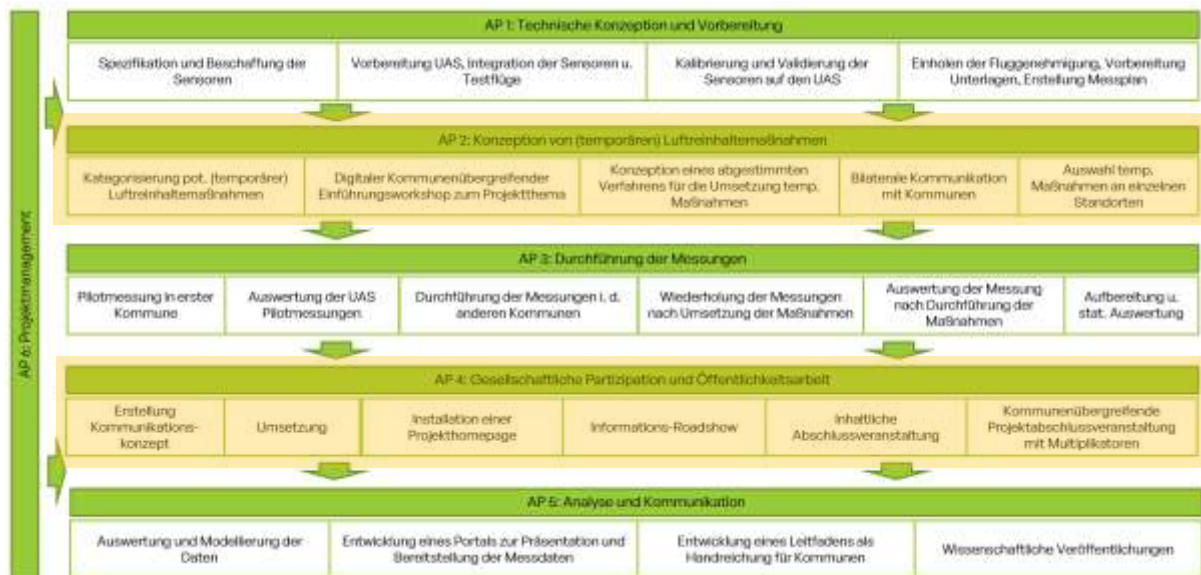 AP 6: Projektmanagement
AP 1: Technische Konzeption und Vorbereitung
Spezifikation und Beschaffung der
Sensoren
Vorbereitung UAS, Integration der Sensoren u.
Testflüge
Kalibrierung und Validierung der
Sensoren auf den UAS
Einholen der Fluggenehmigung, Vorbereitung
Unterlagen, Erstellung Messplan
AP 2: Konzeption von (temporären) Luftreinhaltemaßnahmen
Kategorisierung pot. (temporärer)
Luftreinhaltemaßnahmen
Digitaler Kommunenübergreifender
Einführungsworkshop zum Projektthema
Konzeption eines abgestimmten
Verfahrens für die Umsetzung temp.
Maßnahmen
Bilaterale Kommunikation
mit Kommunen
Auswahl temp.
Maßnahmen an einzelnen
Standorten
AP 3: Durchführung der Messungen
Pilotmessung in erster
Kommune
Auswertung der UAS
Pilotmessungen
Durchführung der Messungen i. d.
anderen Kommunen
Wiederholung der Messungen
nach Umsetzung der Maßnahmen
Auswertung der Messung
nach Durchführung der
Maßnahmen
Aufbereitung u.
stat. Auswertung
AP 4: Gesellschaftliche Partizipation und Öffentlichkeitsarbeit
Erstellung
Kommunikations-
konzept
Umsetzung
Installation einer
Projekthomepage
Informations-Roadshow
Inhaltliche
Abschlussveranstaltung
Kommunenübergreifende
Projektabschlussveranstaltung
mit Multiplikatoren
AP 5: Analyse und Kommunikation
Auswertung und Modellierung der
Daten
Entwicklung eines Portals zur Präsentation und
Bereitstellung der Messdaten
Entwicklung eines Leitfadens als
Handreichung für Kommunen
Wissenschaftliche Veröffentlichungen